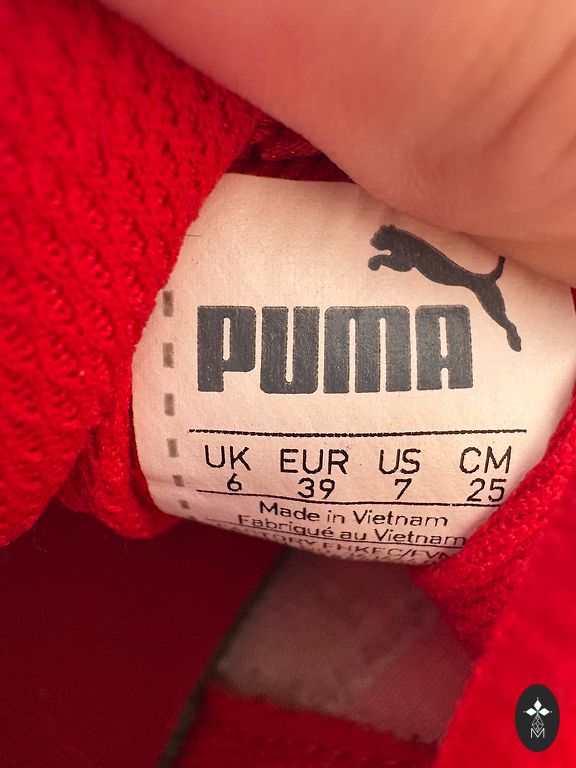 PUMA
UK EUR US CM
6 39 7 25
Made in Vietnam
Fabriqué au Vietnam
M